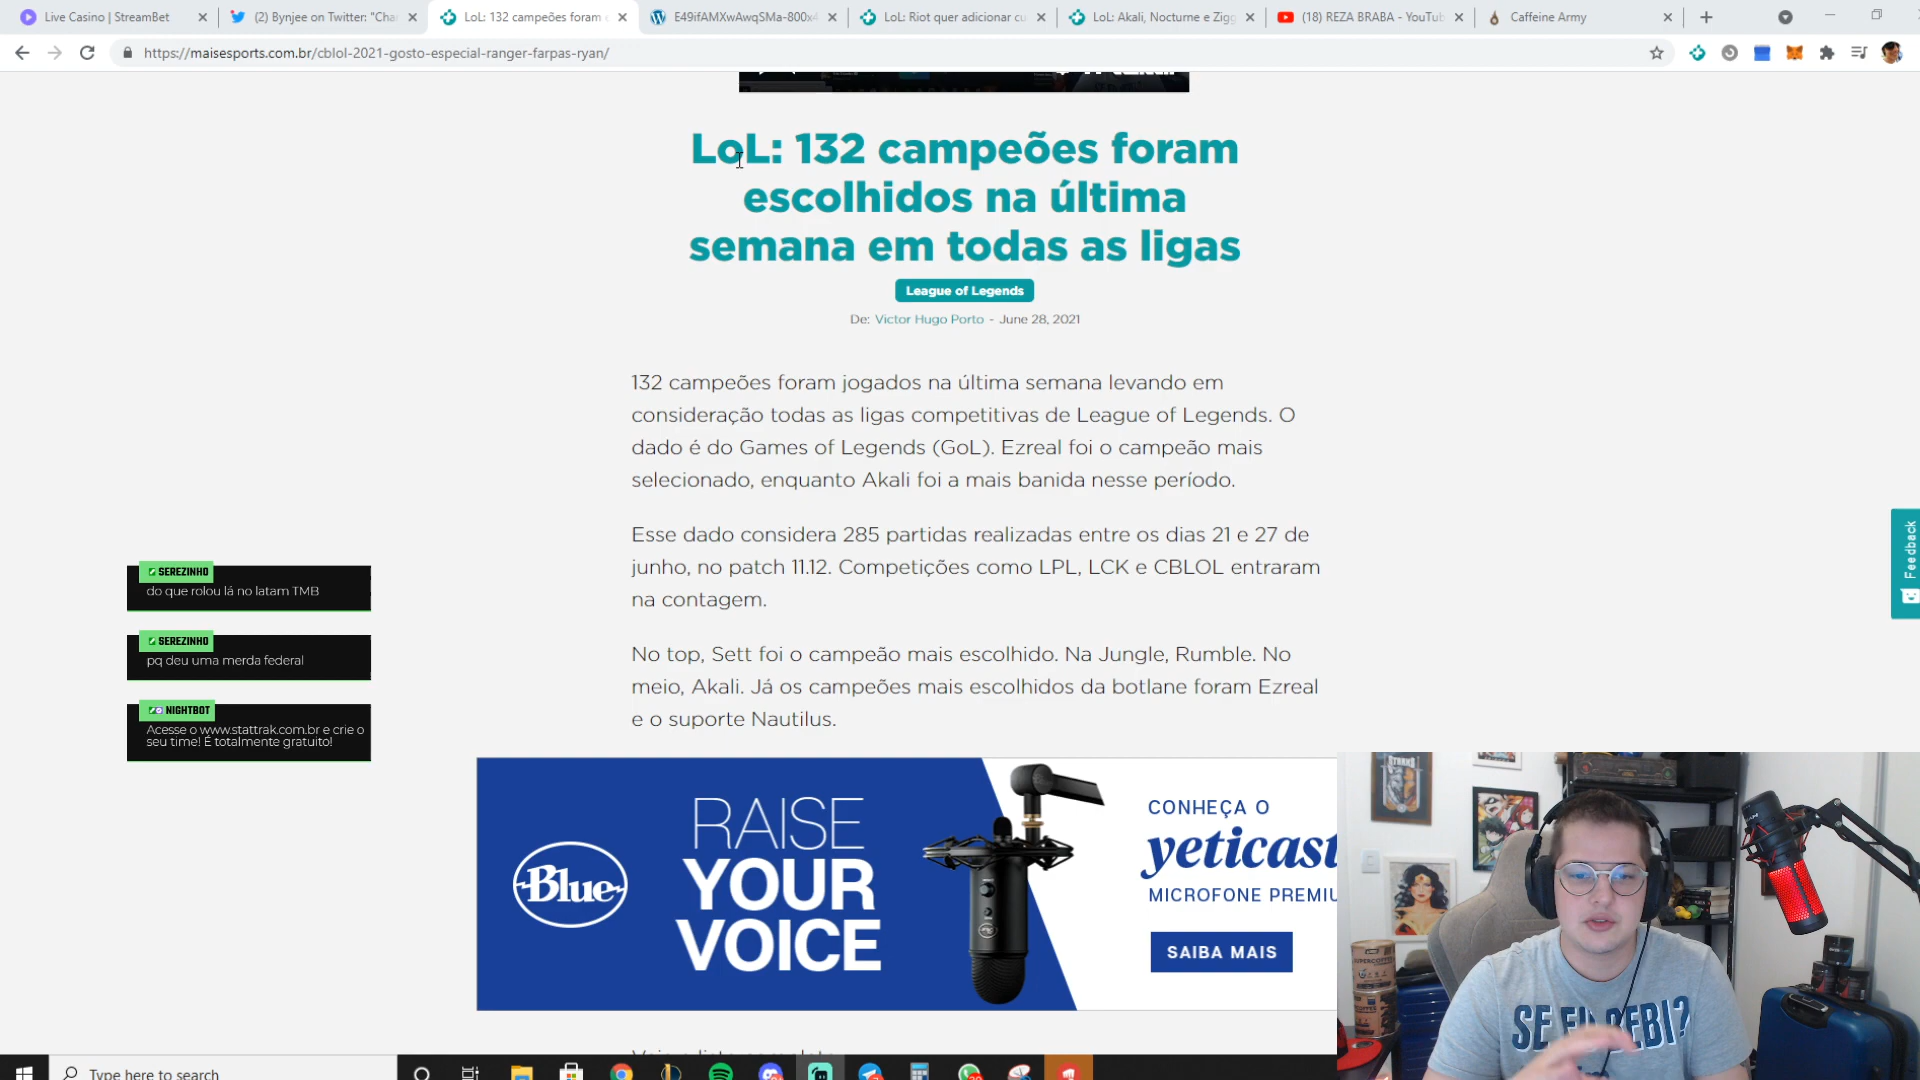 Live Casino | StreamBet
(2) Bynjee on Twitter: "Cha
LoL: 132 campeões foram
E49ifAMXwAwqSMa-800x4
LoL: Riot quer adicionar cu
LoL: Akali, Nocturne e Zigg
(18) REZA BRABA - YouTub
Caffeine Army
https://maisesports.com.br/cblol-2021-gosto-especial-ranger-farpas-ryan/
LoL: 132 campeões foram
escolhidos na última
semana em todas as ligas
League of Legends
De: Victor Hugo Porto - June 28, 2021
132 campeões foram jogados na última semana levando em
consideração todas as ligas competitivas de League of Legends. O
dado é do Games of Legends (GoL). Ezreal foi o campeão mais
selecionado, enquanto Akali foi a mais banida nesse período.
Esse dado considera 285 partidas realizadas entre os dias 21 e 27 de
junho, no patch 11.12. Competições como LPL, LCK e CBLOL entraram
na contagem.
No top, Sett foi o campeão mais escolhido. Na Jungle, Rumble. No
meio, Akali. Já os campeões mais escolhidos da botlane foram Ezreal
e o suporte Nautilus.
Feedback
SEREZINHO
do que rolou lá no latam TMB
SEREZINHO
pq deu uma merda federal
NIGHTBOT
Acesse o www.stattrak.com.br e crie o
seu time! É totalmente gratuito!
Blue
RAISE
YOUR
VOICE
CONHEÇA O
yeticast
MICROFONE PREMIU
SAIBA MAIS
Type here to search